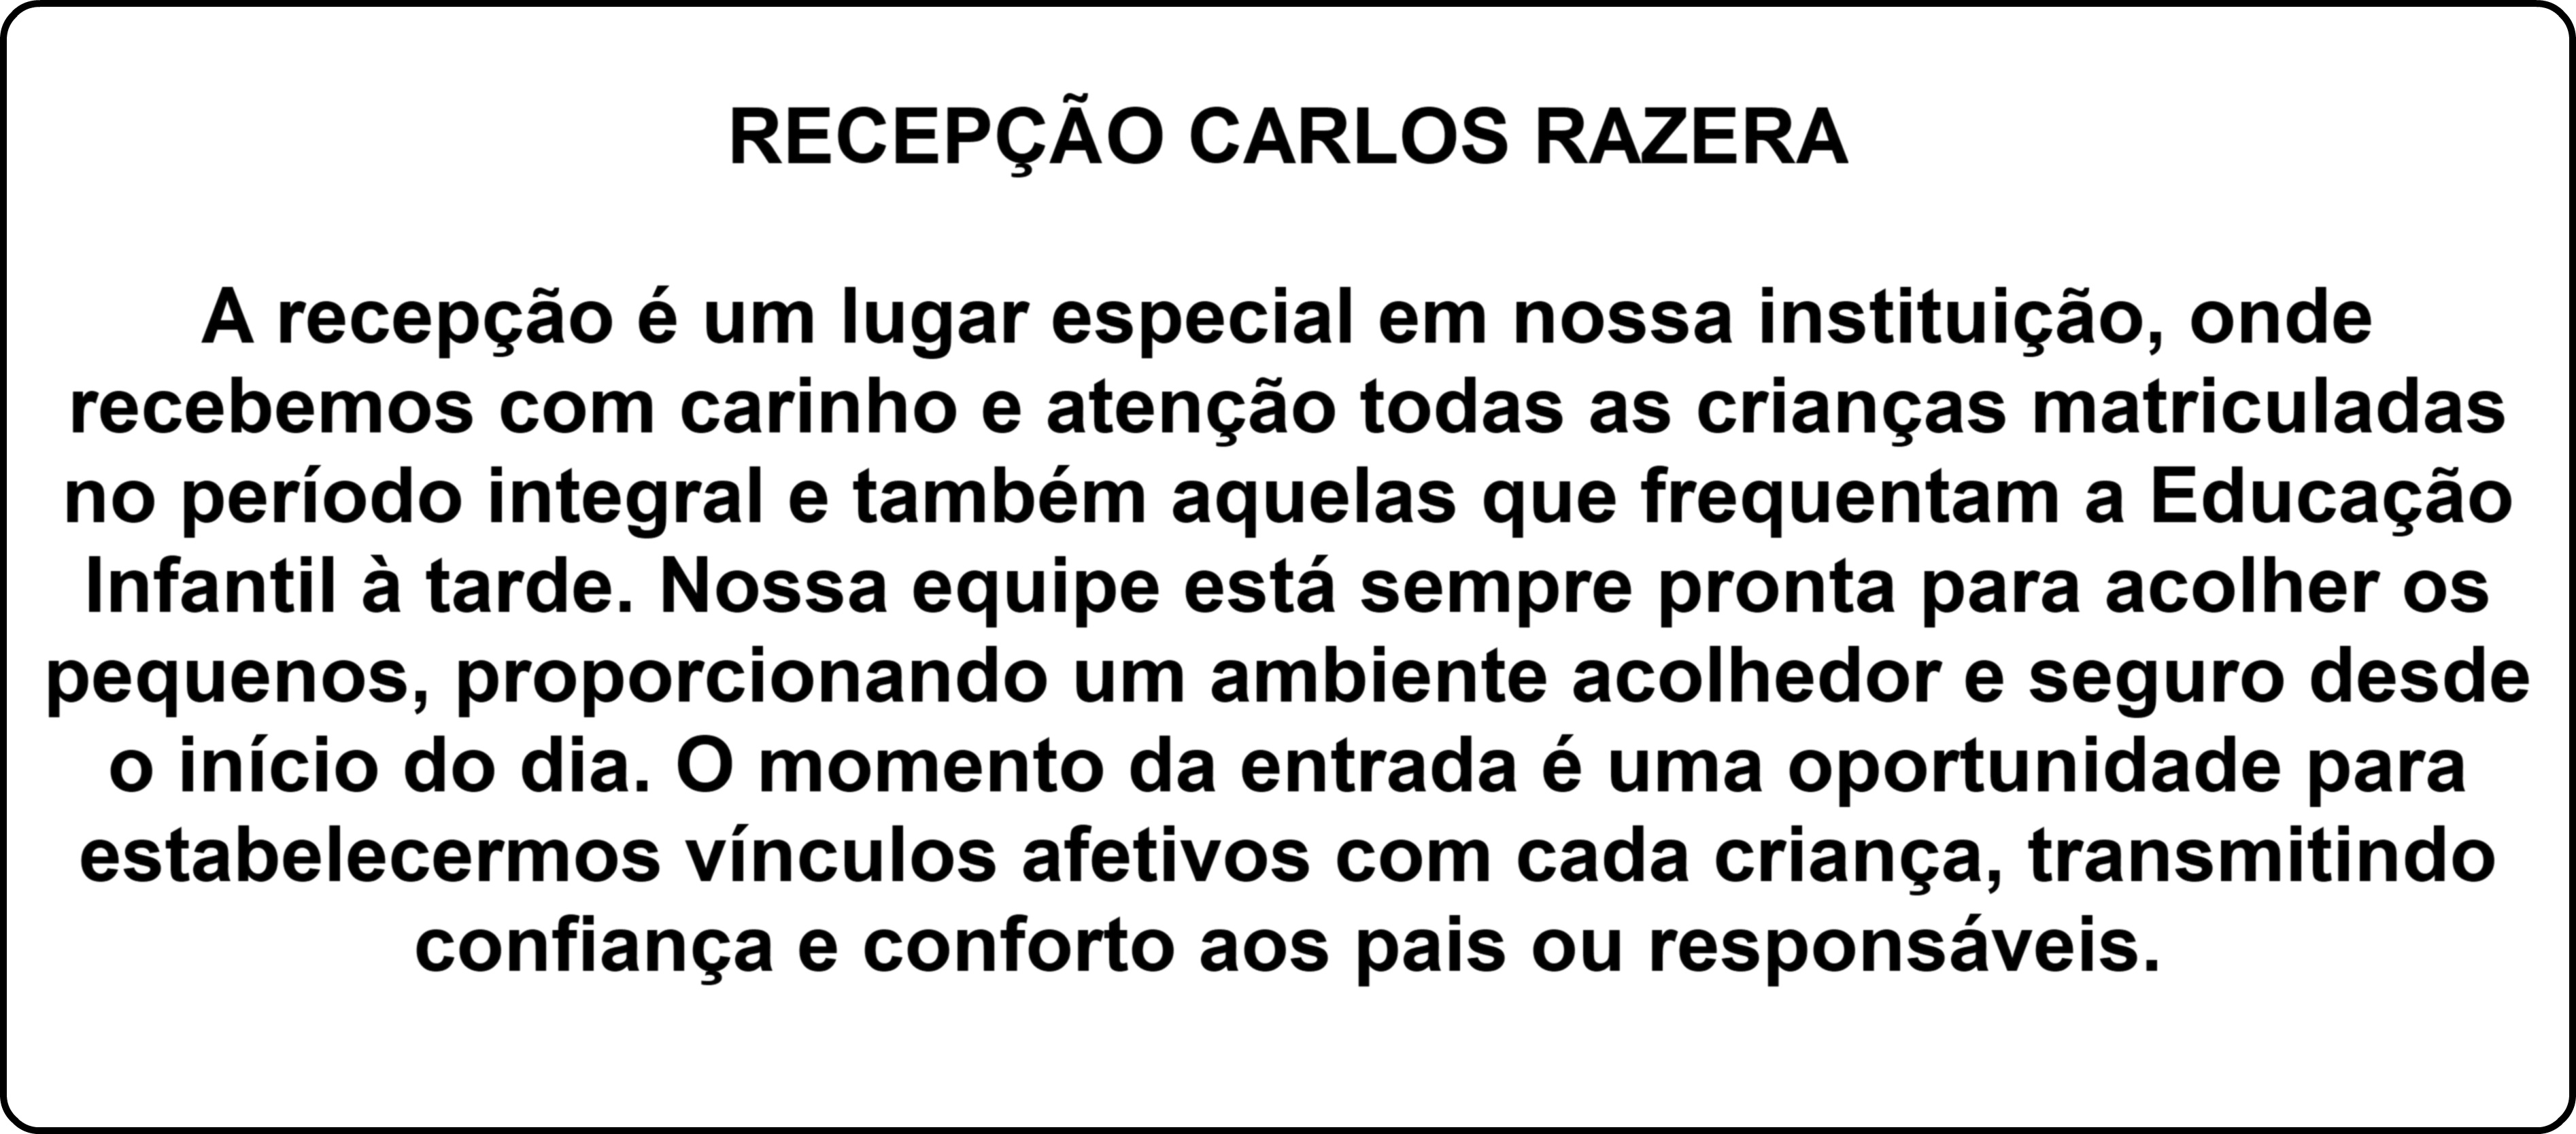 RECEPÇÃO CARLOS RAZERA
A recepção é um lugar especial em nossa instituição, onde
recebemos com carinho e atenção todas as crianças matriculadas
no período integral e também aquelas que frequentam a Educação
Infantil à tarde. Nossa equipe está sempre pronta para acolher os
pequenos, proporcionando um ambiente acolhedor e seguro desde
o início do dia. O momento da entrada é uma oportunidade para
estabelecermos vínculos afetivos com cada criança, transmitindo
confiança e conforto aos pais ou responsáveis.